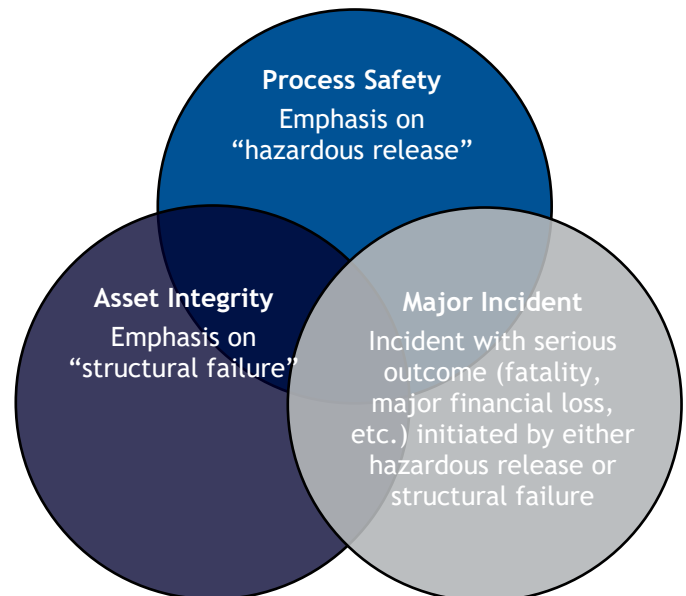 Process Safety
Emphasis on
“hazardous release”
Asset Integrity
Emphasis on
“structural failure”
Major Incident
Incident with serious
outcome (fatality,
major financial loss,
etc.) initiated by either
hazardous release or
structural failure